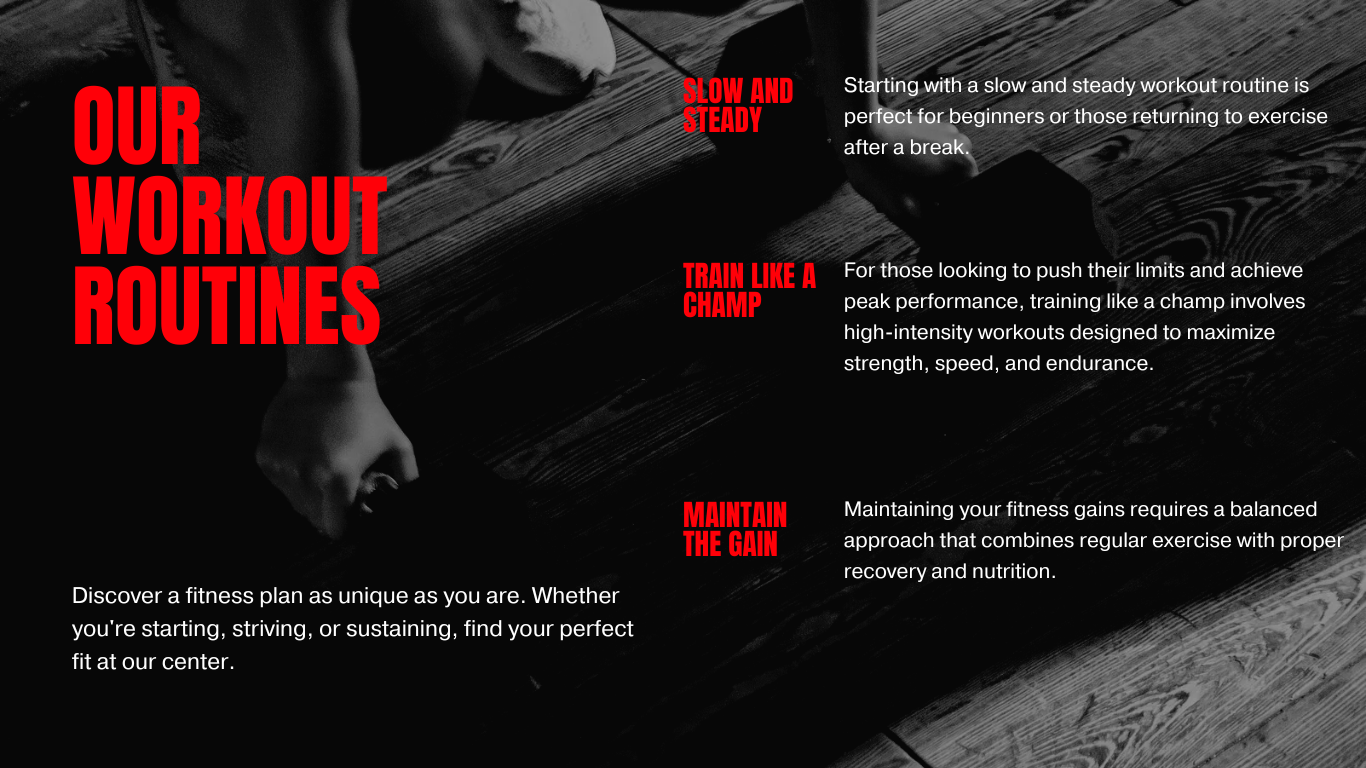 OUR
WORKOUT
ROUTINES
Discover a fitness plan as unique as you are. Whether
you're starting, striving, or sustaining, find your perfect
fit at our center.
SLOW AND
STEADY
Starting with a slow and steady workout routine is
perfect for beginners or those returning to exercise
after a break.
TRAIN LIKE A
CHAMP
For those looking to push their limits and achieve
peak performance, training like a champ involves
high-intensity workouts designed to maximize
strength, speed, and endurance.
MAINTAIN
THE GAIN
Maintaining your fitness gains requires a balanced
approach that combines regular exercise with proper
recovery and nutrition.